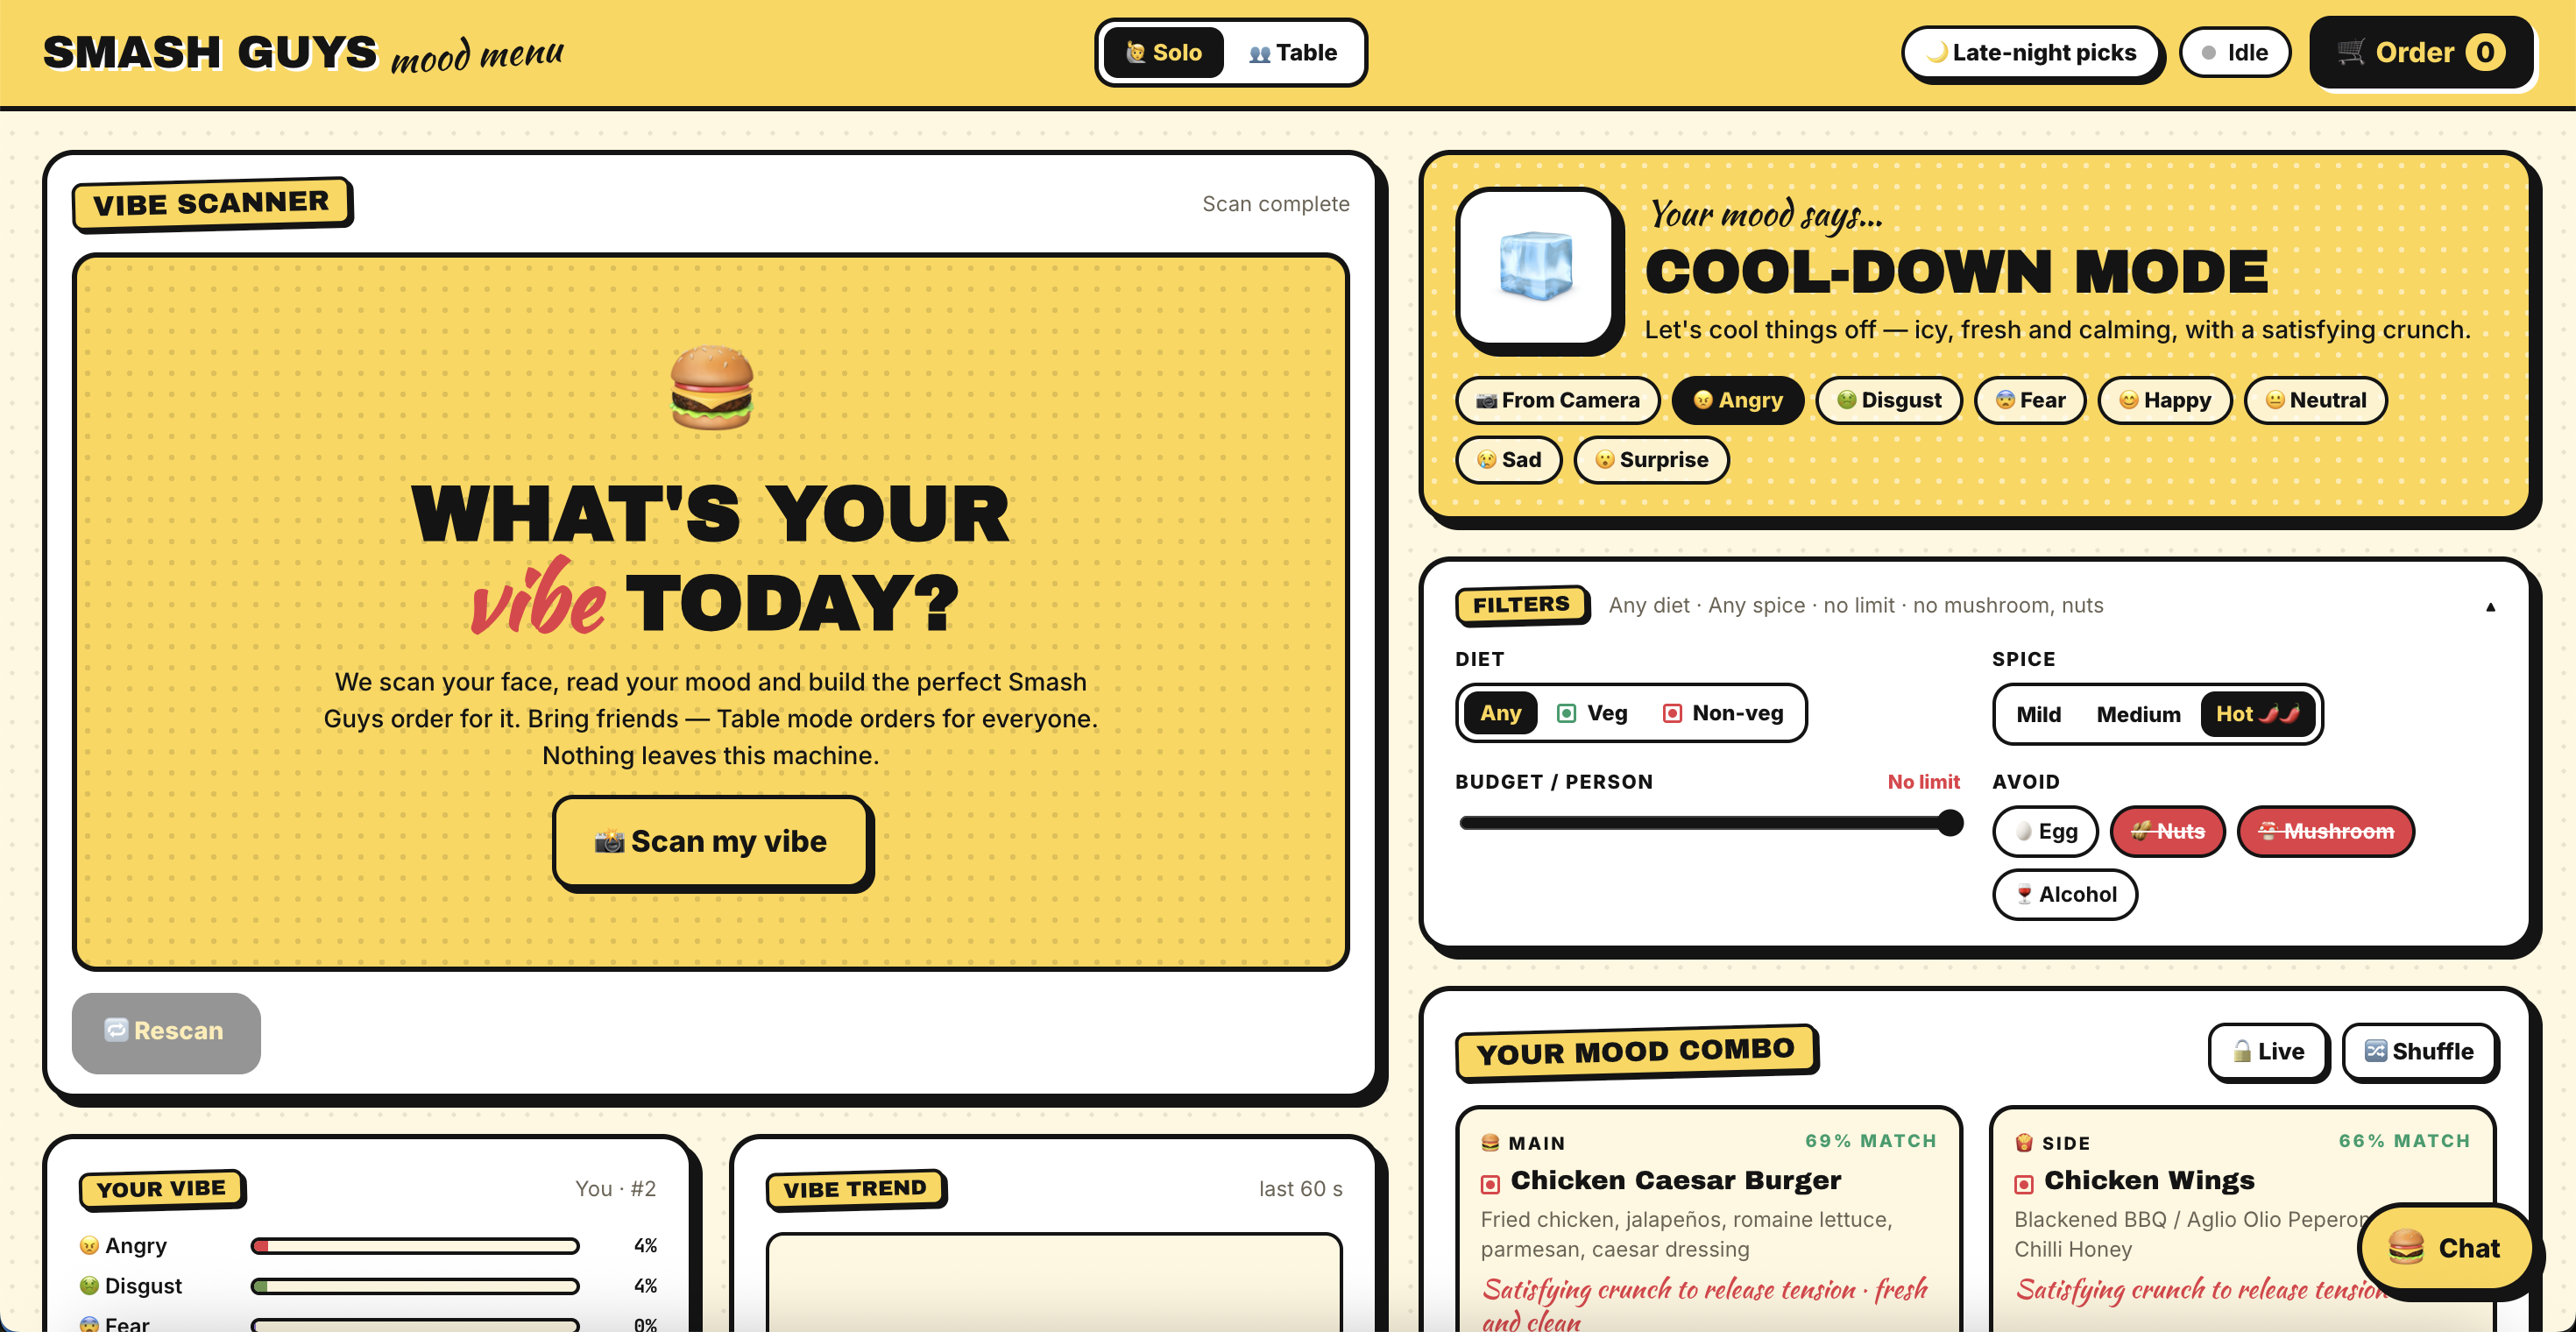 SMASH GUYS mood menu
Solo
Table
Late-night picks
Idle
Order 0
VIBE SCANNER
Scan complete
WHAT'S YOUR
vibe TODAY?
We scan your face, read your mood and build the perfect Smash
Guys order for it. Bring friends — Table mode orders for everyone.
Nothing leaves this machine.
Scan my vibe
Rescan
YOUR VIBE
You · #2
Angry 4%
Disgust 4%
Fear 0%
VIBE TREND
last 60 s
Your mood says...
COOL-DOWN MODE
Let's cool things off — icy, fresh and calming, with a satisfying crunch.
From Camera
Angry
Disgust
Fear
Happy
Neutral
Sad
Surprise
FILTERS
Any diet · Any spice · no limit · no mushroom, nuts
DIET
Any
Veg
Non-veg
SPICE
Mild
Medium
Hot
BUDGET / PERSON
No limit
AVOID
Egg
Nuts
Mushroom
Alcohol
YOUR MOOD COMBO
Live
Shuffle
MAIN
69% MATCH
Chicken Caesar Burger
Fried chicken, jalapeños, romaine lettuce,
parmesan, caesar dressing
Satisfying crunch to release tension · fresh
and clean
SIDE
66% MATCH
Chicken Wings
Blackened BBQ / Aglio Olio
Chilli Honey
Satisfying crunch to release tension
Chat